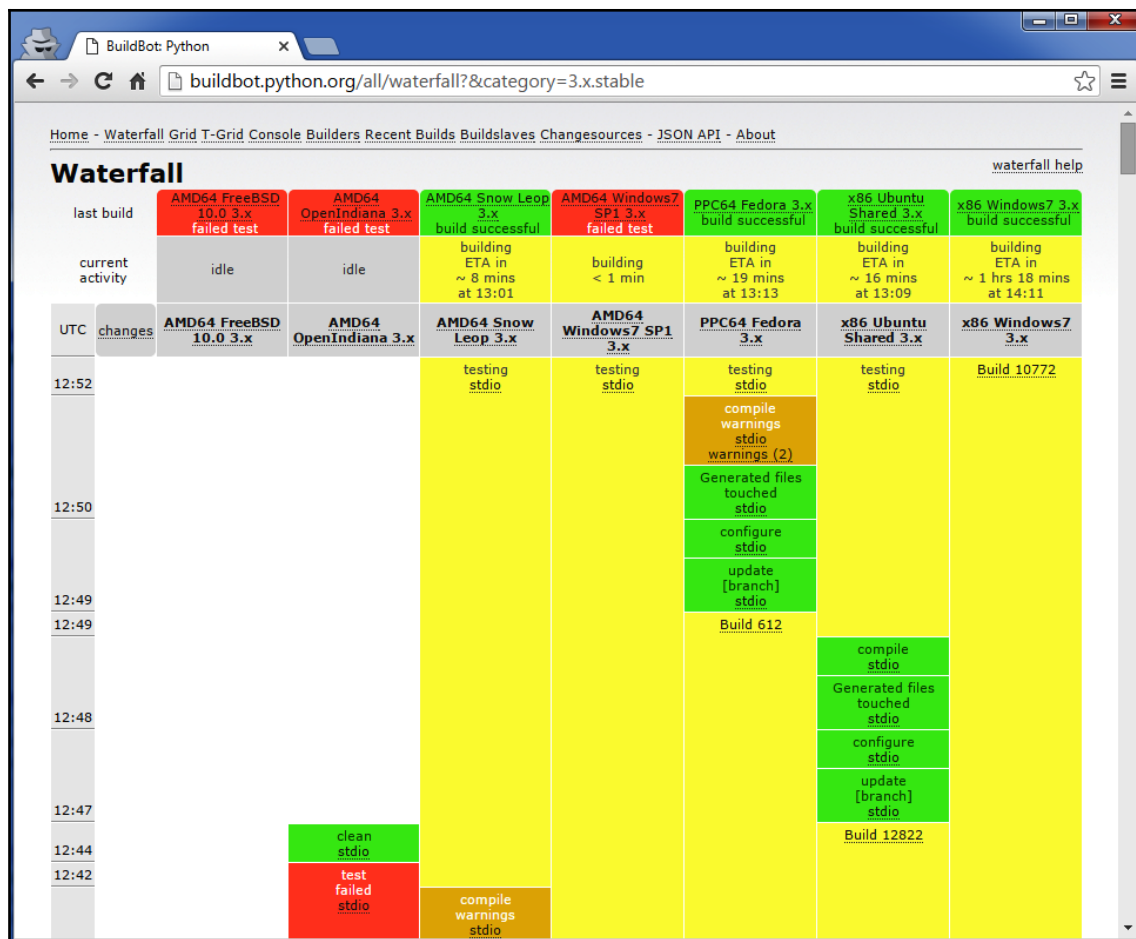 BuildBot: Python
buildbot.python.org/all/waterfall?&category=3.x.stable
Home - Waterfall Grid T-Grid Console Builders Recent Builds Buildslaves Changesources - JSON API - About
Waterfall
waterfall help
last build
AMD64 FreeBSD
10.0 3.x
failed test
AMD64
OpenIndiana 3.x
failed test
AMD64 Snow Leop
3.x
build successful
AMD64 Windows7
SP1 3.x
failed test
PPC64 Fedora 3.x
build successful
x86 Ubuntu
Shared 3.x
build successful
x86 Windows7 3.x
build successful
current
activity
idle
idle
building
ETA in
~ 8 mins
at 13:01
building
< 1 min
building
ETA in
~ 19 mins
at 13:13
building
ETA in
~ 16 mins
at 13:09
building
ETA in
~ 1 hrs 18 mins
at 14:11
UTC
changes
AMD64 FreeBSD
10.0 3.x
AMD64
OpenIndiana 3.x
AMD64 Snow
Leop 3.x
AMD64
Windows7 SP1
3.x
PPC64 Fedora
3.x
x86 Ubuntu
Shared 3.x
x86 Windows7
3.x
12:52
testing
stdio
testing
stdio
testing
stdio
testing
stdio
Build 10772
compile
warnings
stdio
warnings (2)
12:50
Generated files
touched
stdio
configure
stdio
12:49
update
[branch]
stdio
12:49
Build 612
compile
stdio
12:48
Generated files
touched
stdio
configure
stdio
12:47
update
[branch]
stdio
12:44
clean
stdio
Build 12822
12:42
test
failed
stdio
compile
warnings
stdio